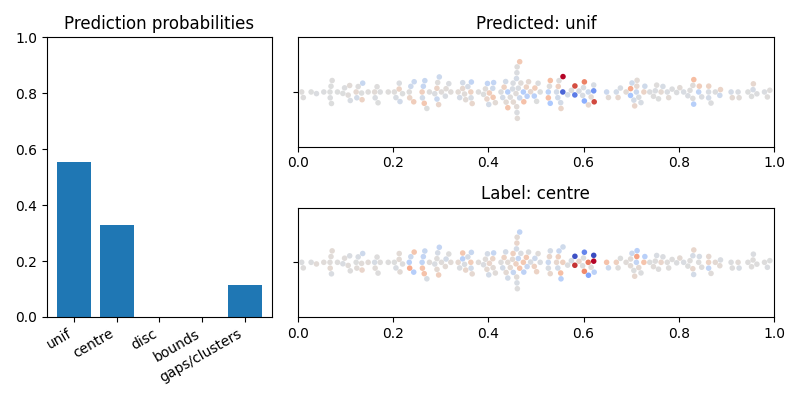 Prediction probabilities
1.0
0.8
0.6
0.4
0.2
0.0
unif
centre
disc
bounds
gaps/clusters
Predicted: unif
0.0 0.2 0.4 0.6 0.8 1.0
Label: centre
0.0 0.2 0.4 0.6 0.8 1.0